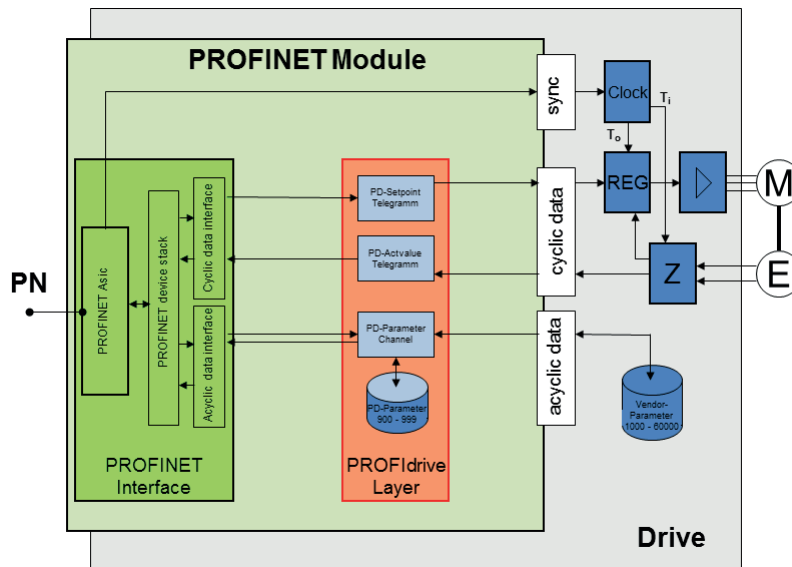 PROFINET Module
sync
Clock
Ti
To
PN
PROFINET Asic
PROFINET device stack
Cyclic data interface
Acyclic data interface
PD-Setpoint
Telegramm
PD-Actvalue
Telegramm
PD-Parameter
Channel
PD-Parameter
900 - 999
cyclic data
acyclic data
REG
M
Z
E
Vendor-
Parameter
1000 - 60000
PROFINET
Interface
PROFIdrive
Layer
Drive